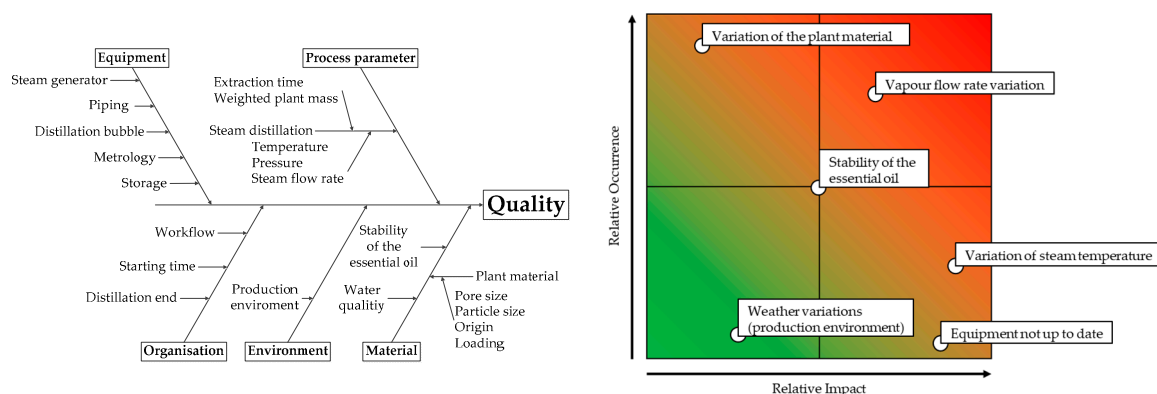 Equipment
Process parameter
Steam generator
Piping
Distillation bubble
Metrology
Storage
Extraction time
Weighted plant mass
Steam distillation
Temperature
Pressure
Steam flow rate
Quality
Workflow
Starting time
Distillation end
Production enviroment
Stability
of the
essential oil
Water
qualitiy
Plant material
Pore size
Particle size
Origin
Loading
Organisation
Environment
Material
Relative Occurrence
Variation of the plant material
Vapour flow rate variation
Stability of the
essential oil
Variation of steam temperature
Weather variations
(production environment)
Equipment not up to date
Relative Impact